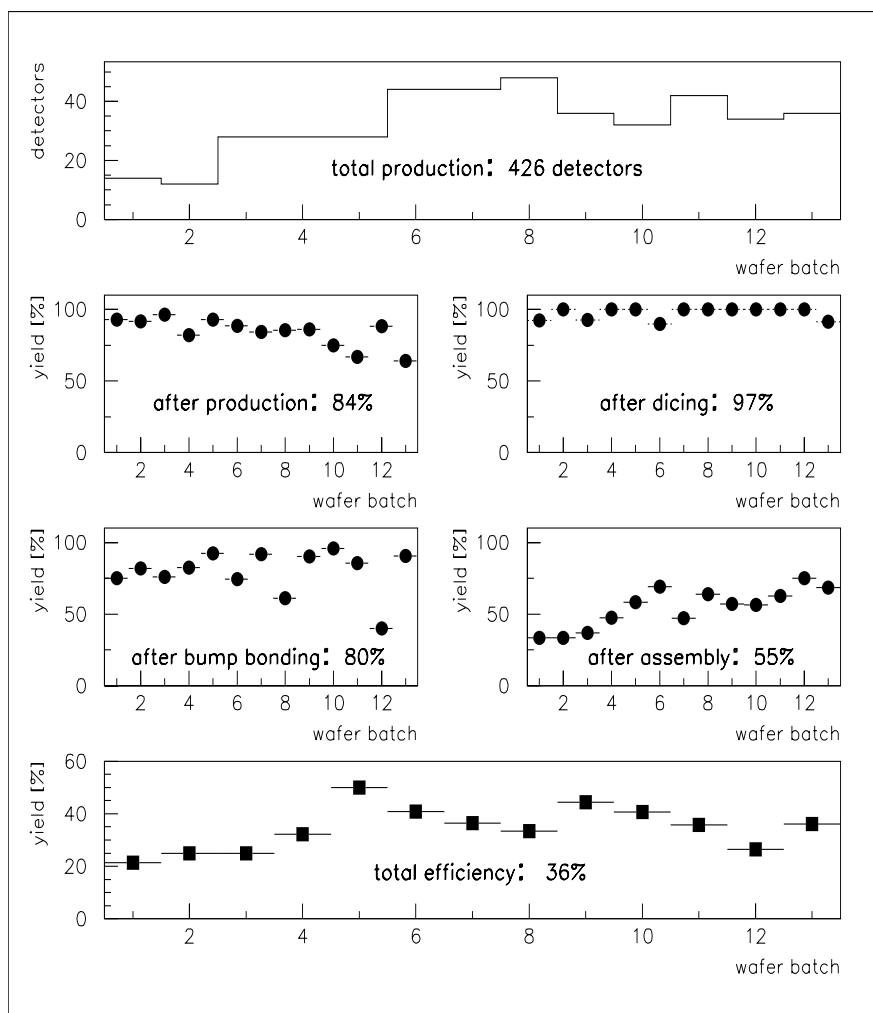 detectors
40
20
0
total production: 426 detectors
2 4 6 8 10 12
wafer batch
yield [%]
100
50
0
after production: 84%
2 4 6 8 10 12
wafer batch
yield [%]
100
50
0
after dicing: 97%
2 4 6 8 10 12
wafer batch
yield [%]
100
50
0
after bump bonding: 80%
2 4 6 8 10 12
wafer batch
yield [%]
100
50
0
after assembly: 55%
2 4 6 8 10 12
wafer batch
yield [%]
60
40
20
0
total efficiency: 36%
2 4 6 8 10 12
wafer batch